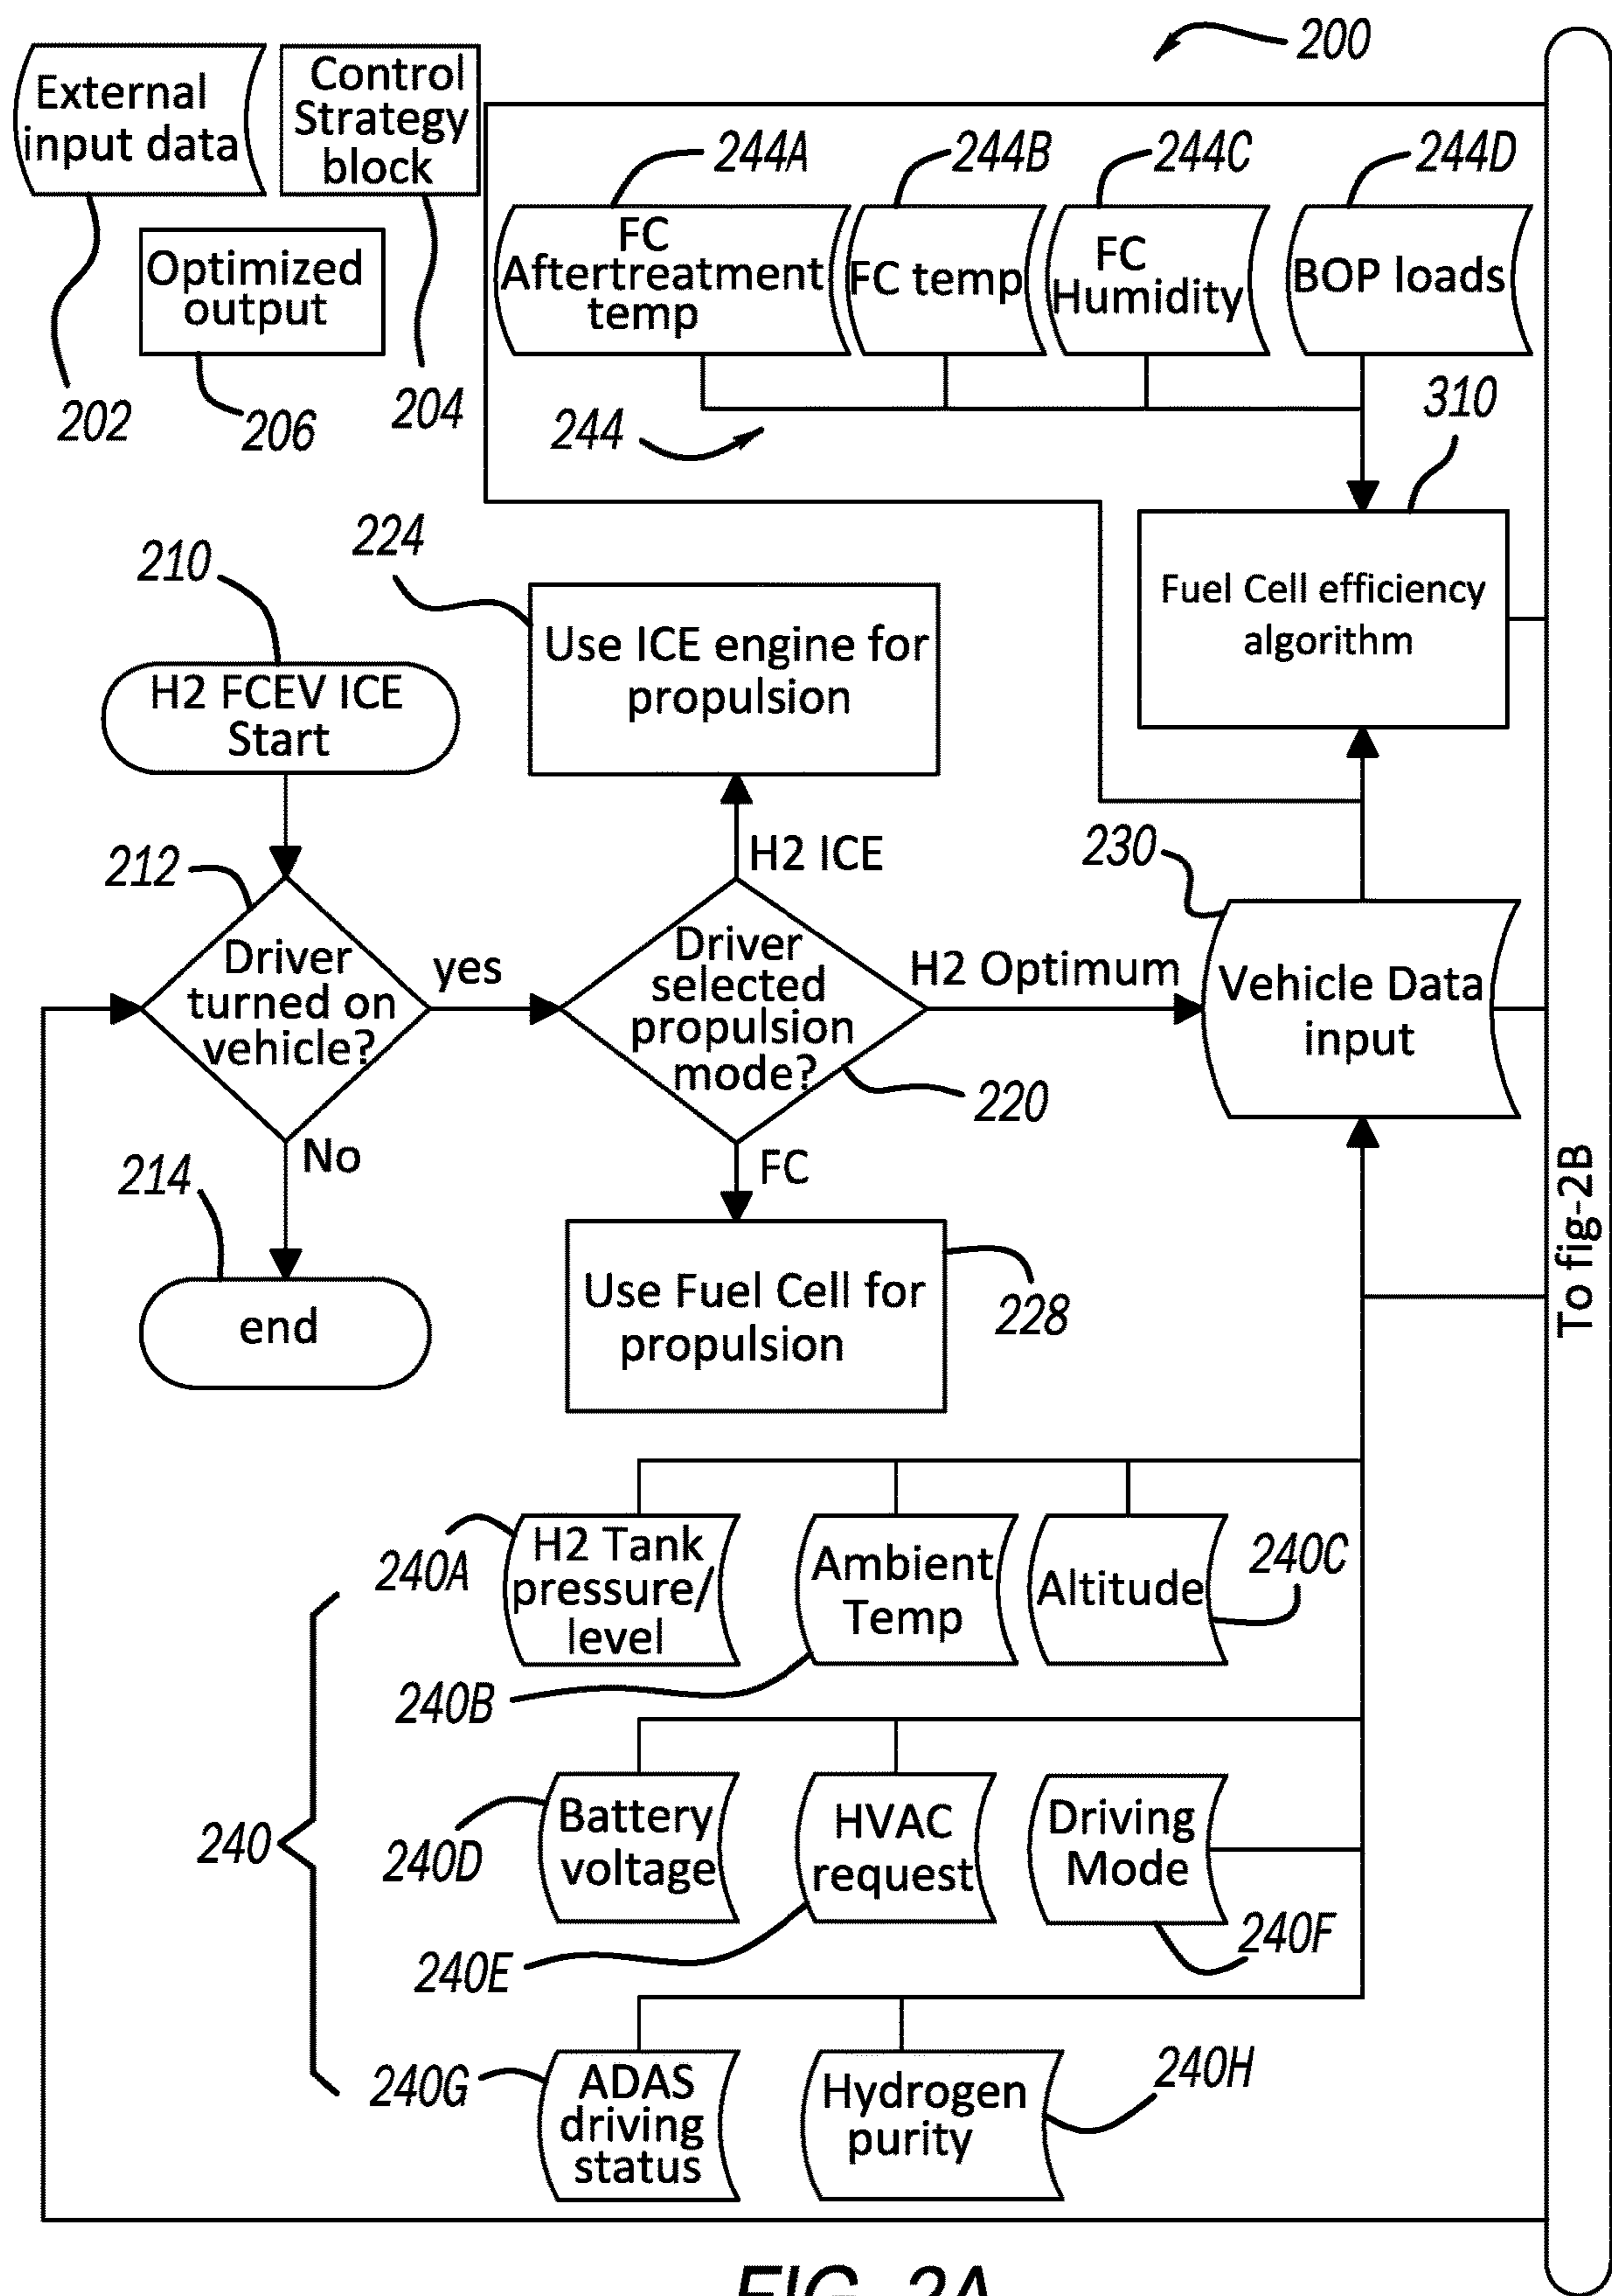 200
External
input data
Control
Strategy
block
244A
244B
244C
244D
FC
Aftertreatment
temp
FC temp
FC
Humidity
BOP loads
Optimized
output
202
206
204
244
310
224
210
Use ICE engine for
propulsion
Fuel Cell efficiency
algorithm
H2 FCEV ICE
Start
212
H2 ICE
230
Driver
turned on
vehicle?
yes
Driver
selected
propulsion
mode?
H2 Optimum
Vehicle Data
input
220
No
FC
214
To fig-2B
end
Use Fuel Cell for
propulsion
228
240A
H2 Tank
pressure/
level
Ambient
Temp
Altitude
240C
240B
240
240D
Battery
voltage
HVAC
request
Driving
Mode
240E
240F
240G
ADAS
driving
status
Hydrogen
purity
240H
FIG. 2A